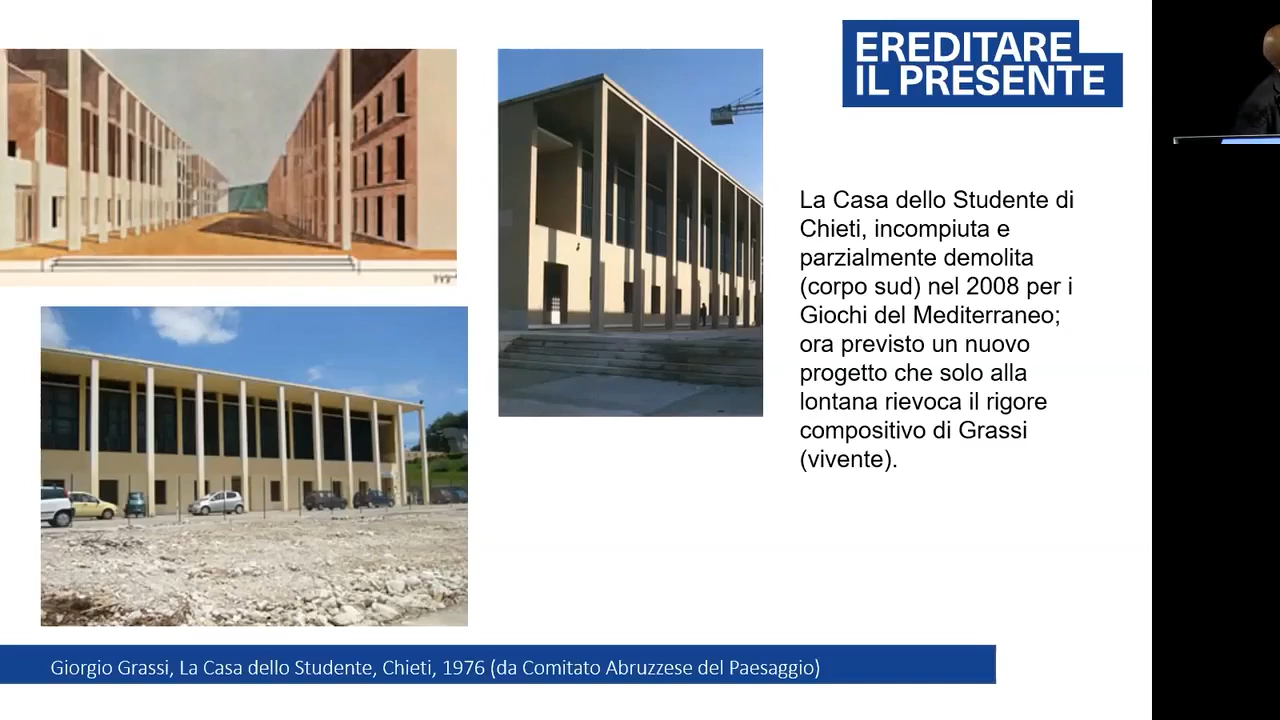 EREDITARE
IL PRESENTE
La Casa dello Studente di
Chieti, incompiuta e
parzialmente demolita
(corpo sud) nel 2008 per i
Giochi del Mediterraneo;
ora previsto un nuovo
progetto che solo alla
lontana rievoca il rigore
compositivo di Grassi
(vivente).
Giorgio Grassi, La Casa dello Studente, Chieti, 1976 (da Comitato Abruzzese del Paesaggio)